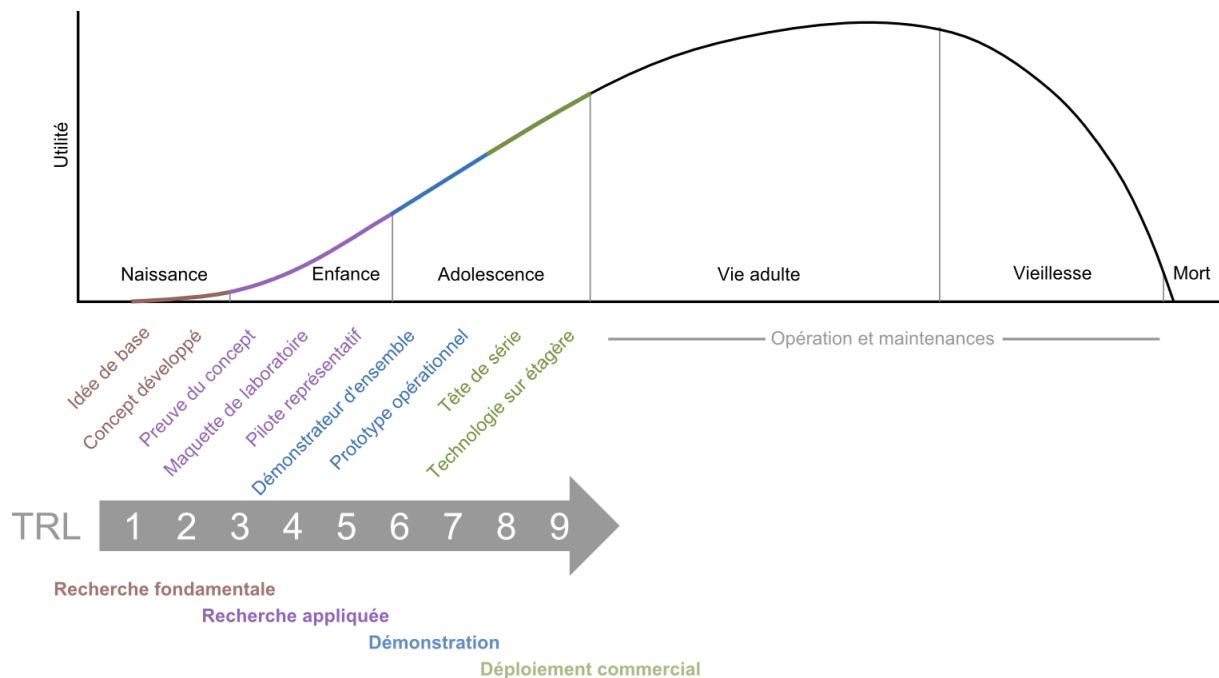 Utilité
Naissance
Enfance
Adolescence
Vie adulte
Vieillesse
Mort
Idée de base
Concept développé
Preuve du concept
Maquette de laboratoire
Pilote représentatif
Démonstrateur d'ensemble
Prototype opérationnel
Tête de série
Technologie sur étagère
Opération et maintenances
TRL 1 2 3 4 5 6 7 8 9
Recherche fondamentale
Recherche appliquée
Démonstration
Déploiement commercial